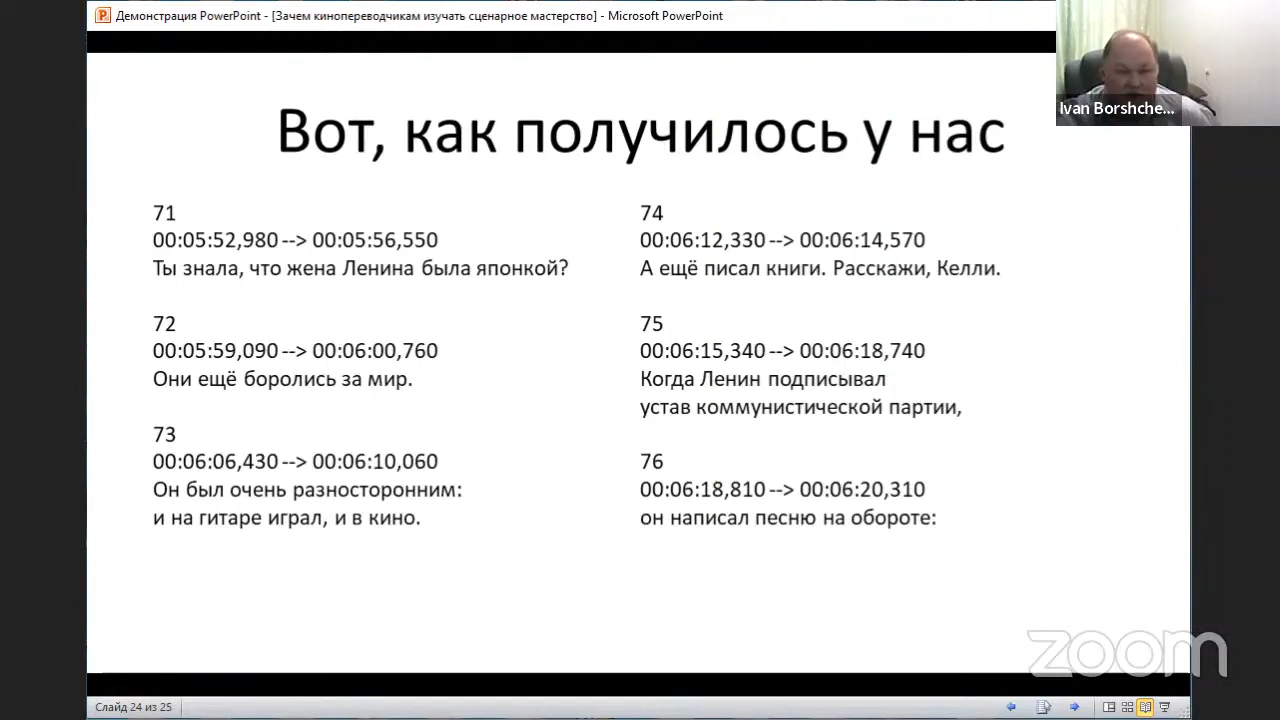 Демонстрация PowerPoint - [Зачем кинопереводчикам изучать сценарное мастерство] - Microsoft PowerPoint
Ivan Borshche...
Вот, как получилось у нас
71
00:05:52,980 --> 00:05:56,550
Ты знала, что жена Ленина была японкой?
72
00:05:59,090 --> 00:06:00,760
Они ещё боролись за мир.
73
00:06:06,430 --> 00:06:10,060
Он был очень разносторонним:
и на гитаре играл, и в кино.
74
00:06:12,330 --> 00:06:14,570
А ещё писал книги. Расскажи, Келли.
75
00:06:15,340 --> 00:06:18,740
Когда Ленин подписывал
устав коммунистической партии,
76
00:06:18,810 --> 00:06:20,310
он написал песню на обороте:
zoom
Слайд 24 из 25